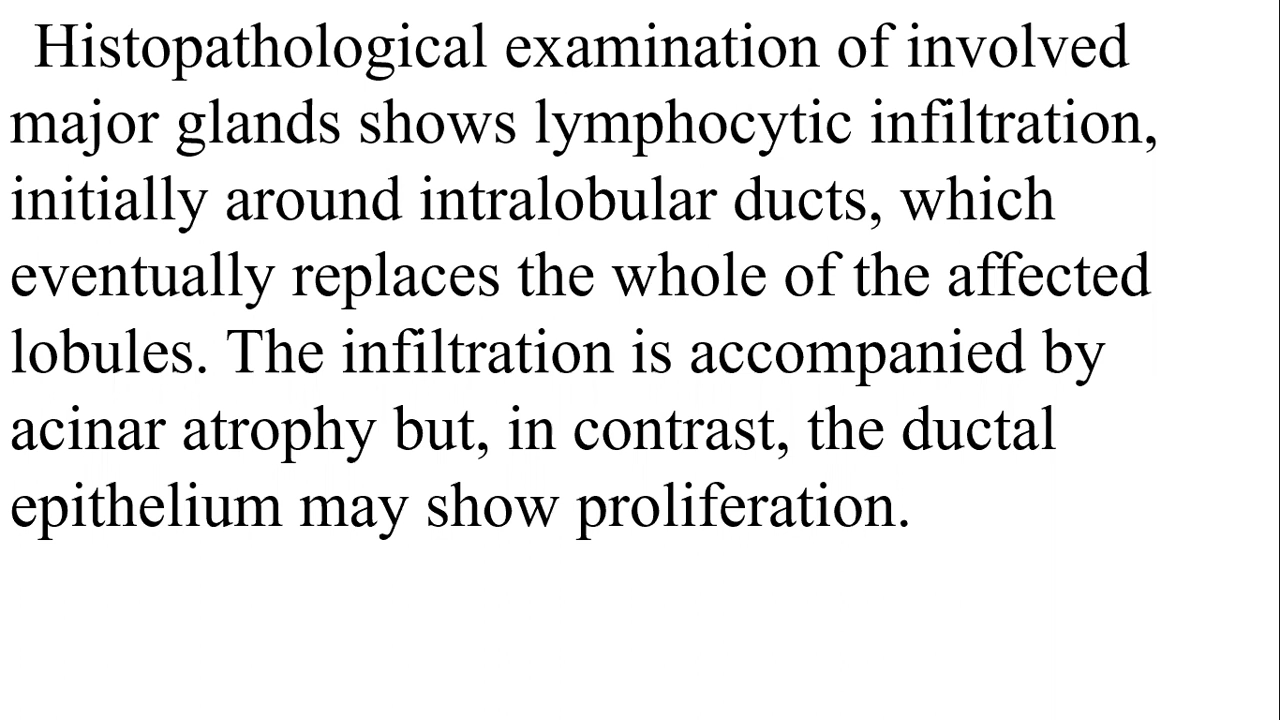 Histopathological examination of involved
major glands shows lymphocytic infiltration,
initially around intralobular ducts, which
eventually replaces the whole of the affected
lobules. The infiltration is accompanied by
acinar atrophy but, in contrast, the ductal
epithelium may show proliferation.